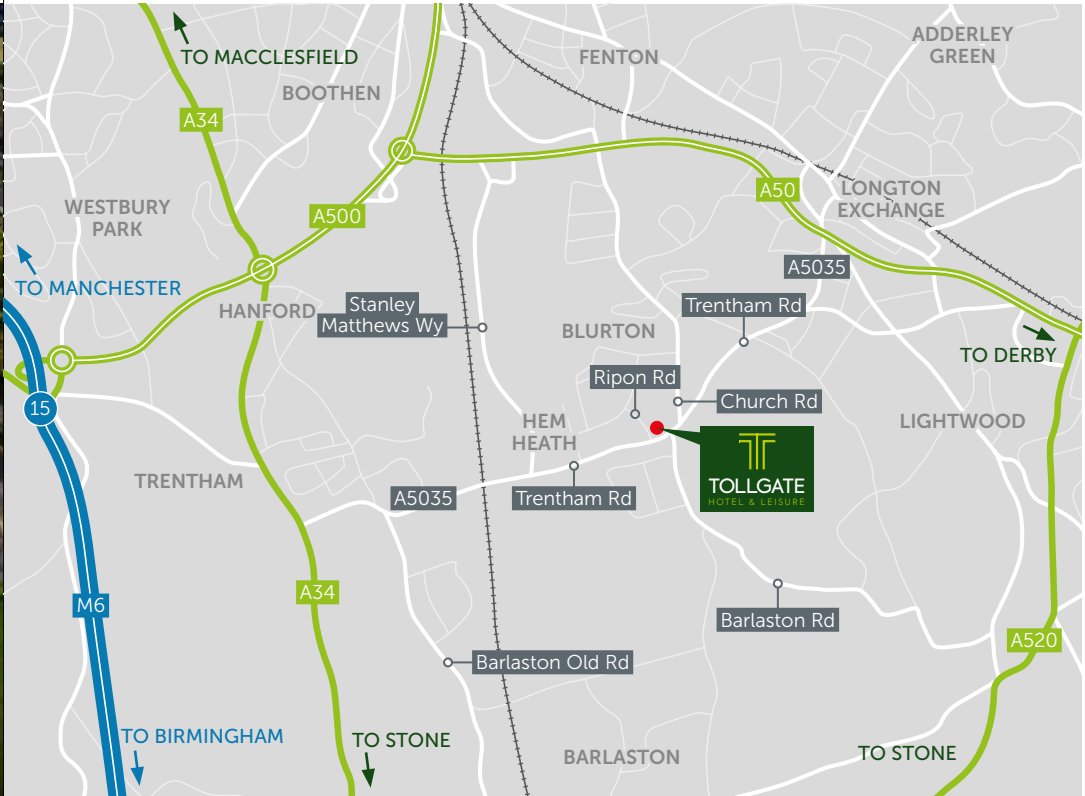 ADDERLEY
GREEN
TO MACCLESFIELD
FENTON
BOOTHEN
A34
WESTBURY
PARK
A500
A50
LONGTON
EXCHANGE
TO MANCHESTER
A5035
HANFORD
Stanley
Matthews Wy
Trentham Rd
BLURTON
TO DERBY
Ripon Rd
15
Church Rd
HEM
HEATH
LIGHTWOOD
TRENTHAM
TOLLGATE
HOTEL & LEISURE
A5035
Trentham Rd
A34
M6
Barlaston Rd
A520
Barlaston Old Rd
TO BIRMINGHAM
TO STONE
BARLASTON
TO STONE